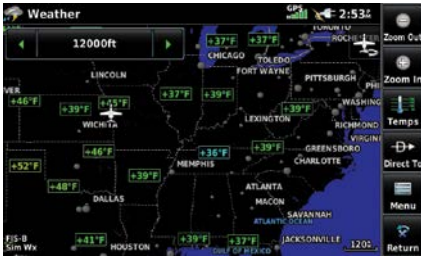 Weather
GPS
2:53
12000ft
+37°F
+37°F
TORONTO
ROCHESTER
Zoom Out
CHICAGO
TOLEDO
LINCOLN
FORT WAYNE
PITTSBURGH
Zoom In
+46°F
+39°F
+45°F
+37°F
+39°F
+39°F
WASHING
WICHITA
LEXINGTON
RICHMOND
Temps
VIRGINI
+46°F
+36°F
+39°F
GREENSBORO
+52°F
MEMPHIS
CHARLOTTE
Direct To
+39°F
+48°F
ATLANTA
DALLAS
MACON
Menu
SAVANNAH
ATLANTIC OCEAN
FIS-B
Sim Wx
+41°F
HOUSTON
+39°F
+37°F
JACKSONVILLE
GULF OF MEXICO
Return